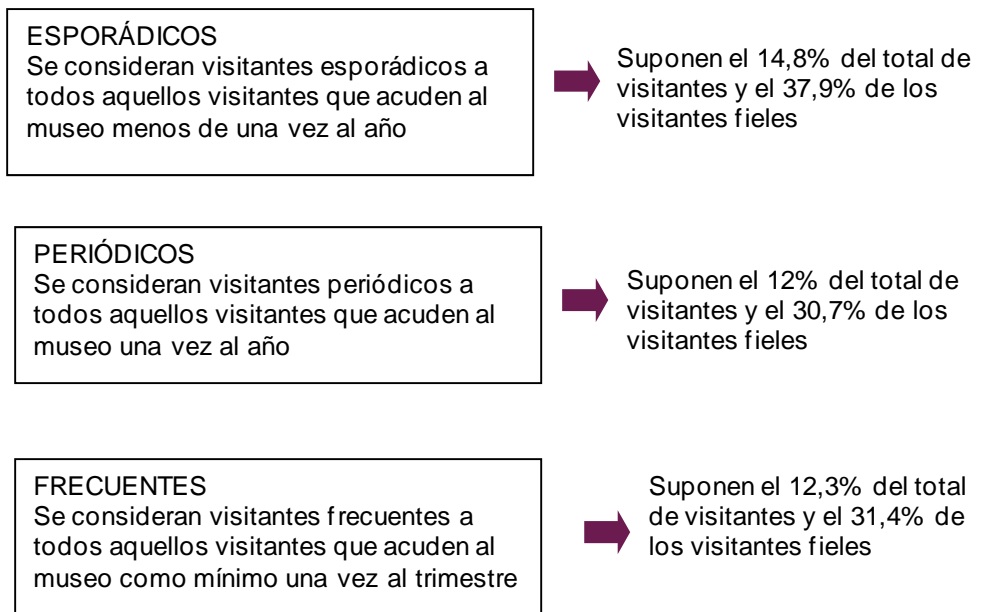 ESPORÁDICOS
Se consideran visitantes esporádicos a
todos aquellos visitantes que acuden al
museo menos de una vez al año
Suponen el 14,8% del total de
visitantes y el 37,9% de los
visitantes fieles
PERIÓDICOS
Se consideran visitantes periódicos a
todos aquellos visitantes que acuden al
museo una vez al año
Suponen el 12% del total de
visitantes y el 30,7% de los
visitantes fieles
FRECUENTES
Se consideran visitantes frecuentes a
todos aquellos visitantes que acuden al
museo como mínimo una vez al trimestre
Suponen el 12,3% del total
de visitantes y el 31,4% de
los visitantes fieles